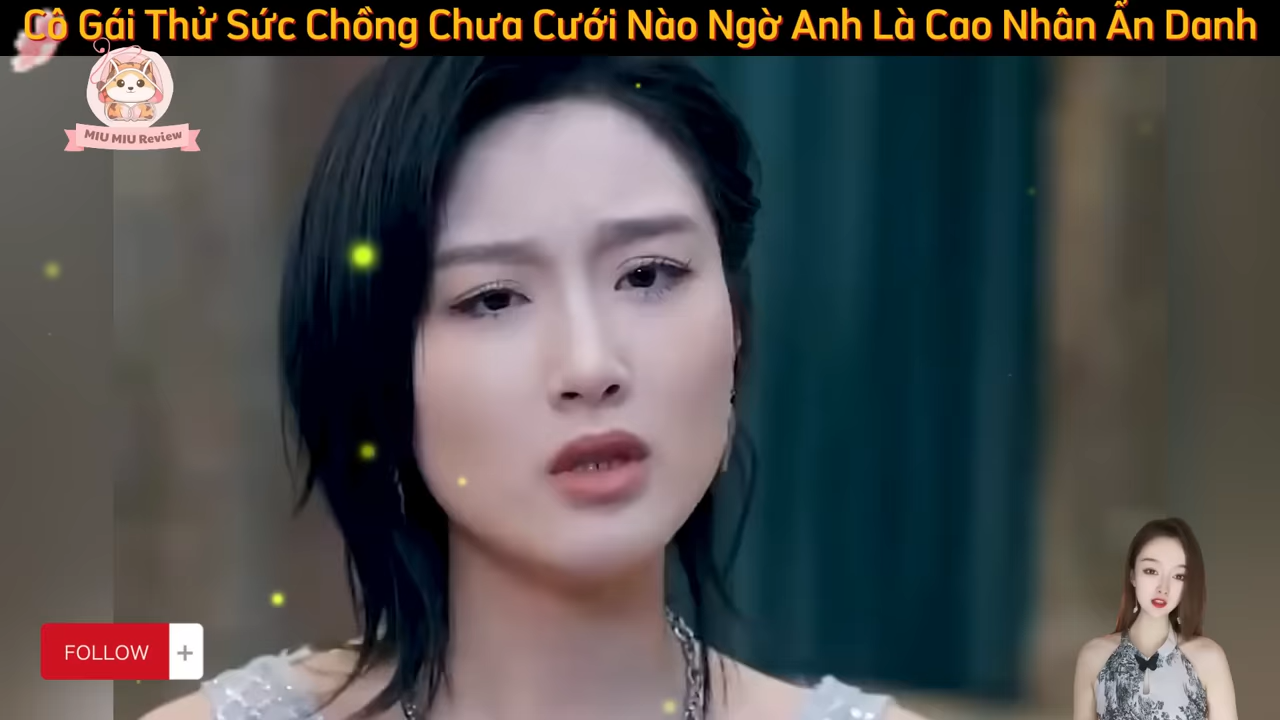 Cô Gái Thử Sức Chồng Chưa Cưới Nào Ngờ Anh Là Cao Nhân Ẩn Danh
MIU MIU Review
FOLLOW +